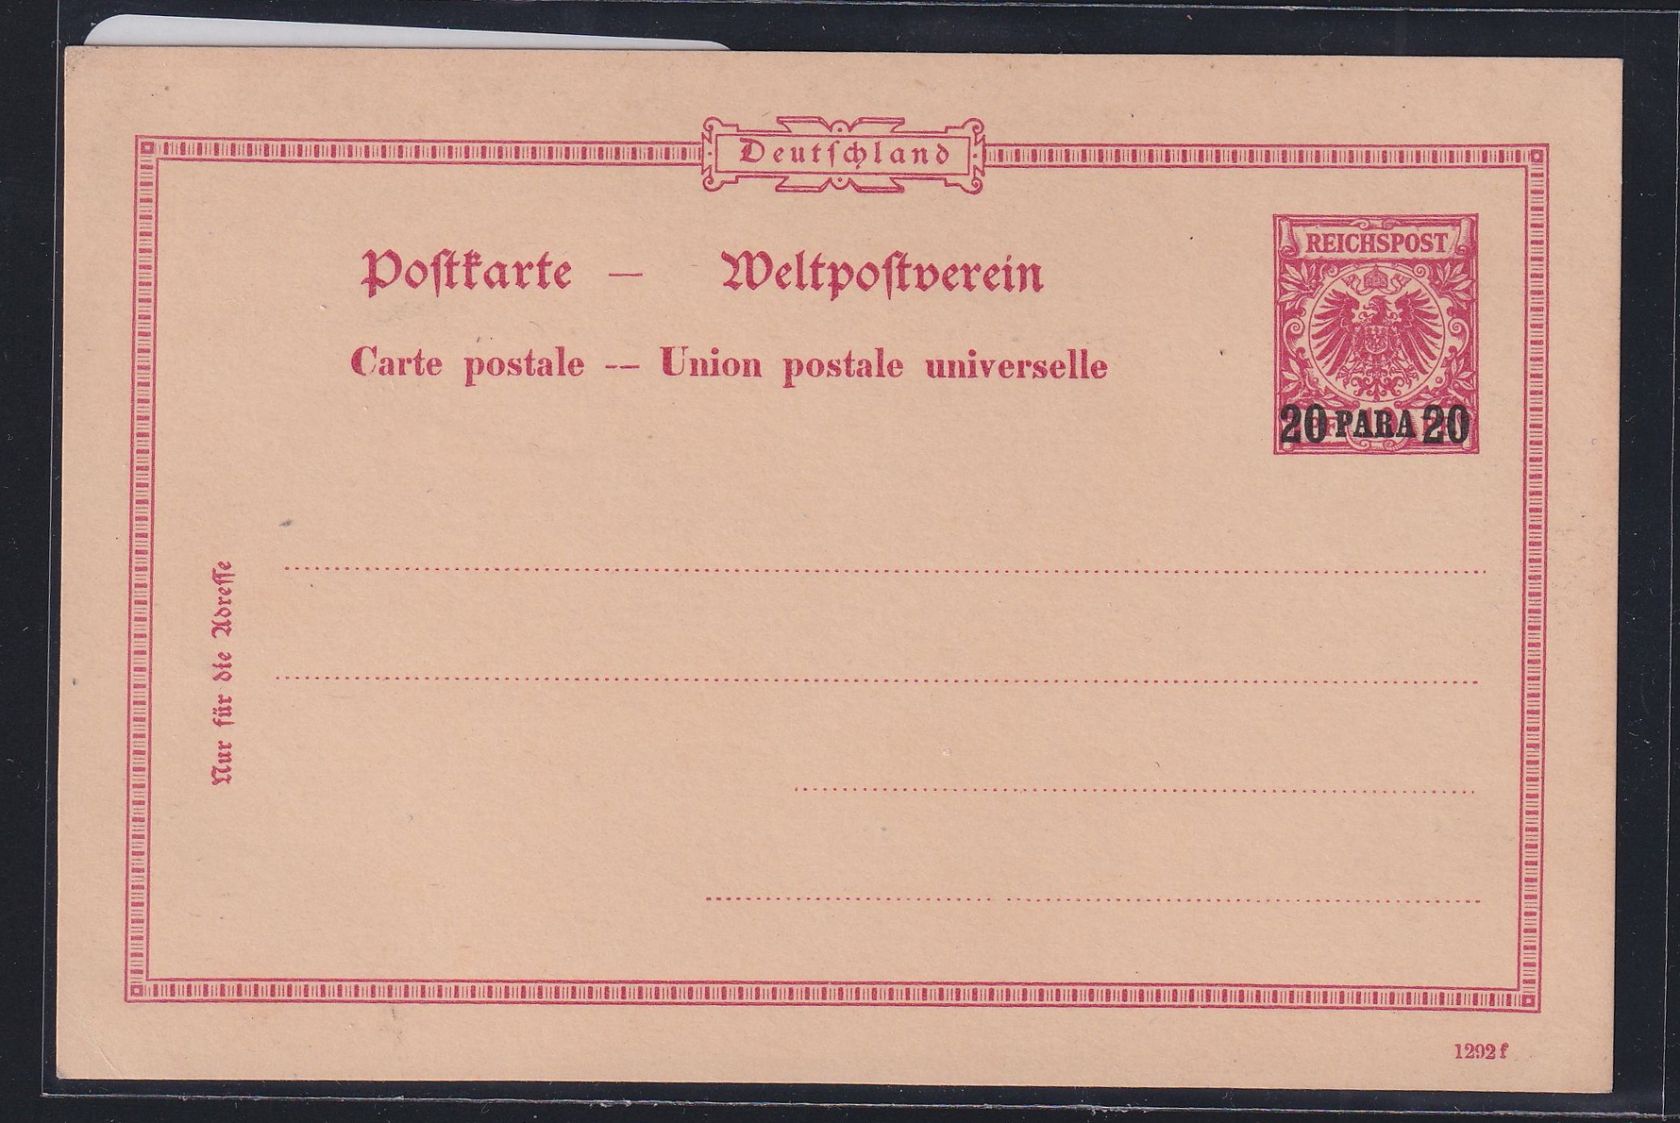 Deutſchland
REICHSPOST
Poſtkarte — Weltpoſtverein
Carte postale -- Union postale universelle
20 PARA 20
Nur für die Adreſſe
1292 f